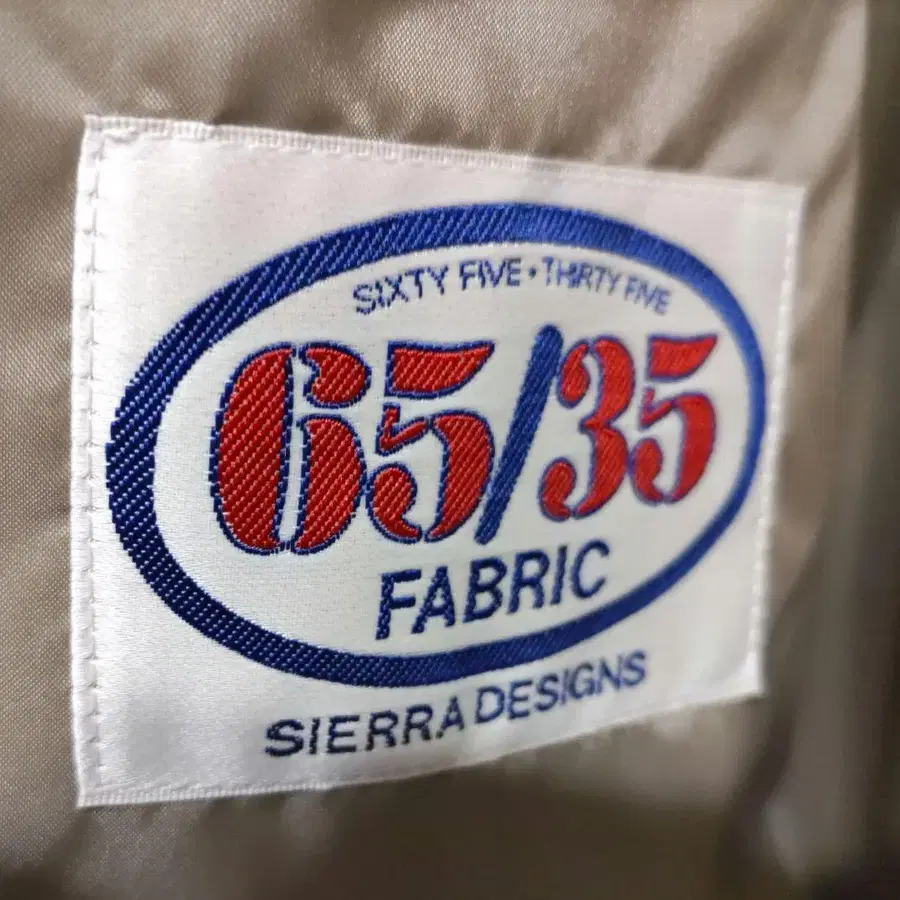 SIXTY FIVE・THIRTY FIVE
65/35
FABRIC
SIERRA DESIGNS